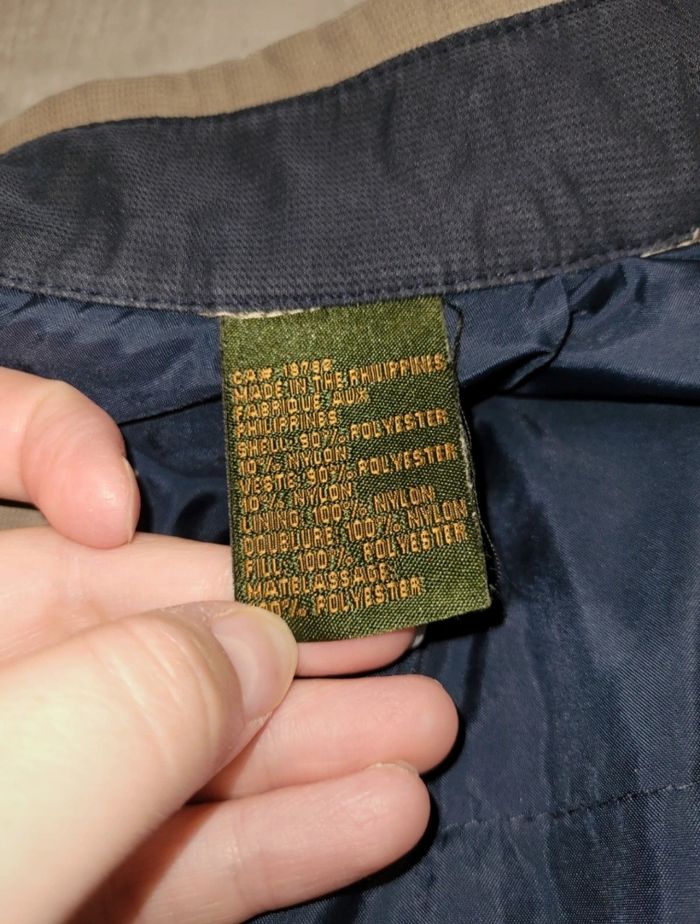 CA# 19796
MADE IN THE PHILIPPINES
FABRIQUE AUX
PHILIPPINES
SHELL: 90% POLYESTER
10% NYLON
VESTE: 90% POLYESTER
10% NYLON
LINING: 100% NYLON
DOUBLURE: 100% NYLON
FILL: 100% POLYESTER
MATELASSAGE:
100% POLYESTER